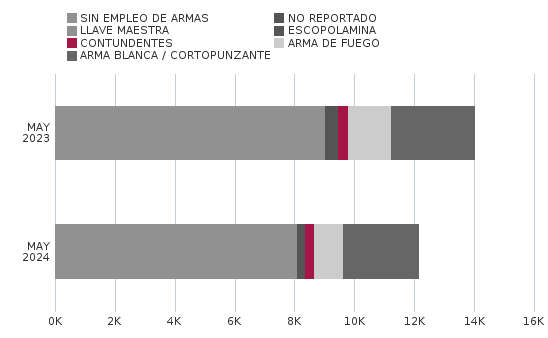 SIN EMPLEO DE ARMAS
LLAVE MAESTRA
CONTUNDENTES
ARMA BLANCA / CORTOPUNZANTE
NO REPORTADO
ESCOPOLAMINA
ARMA DE FUEGO
MAY
2023
MAY
2024
0K 2K 4K 6K 8K 10K 12K 14K 16K